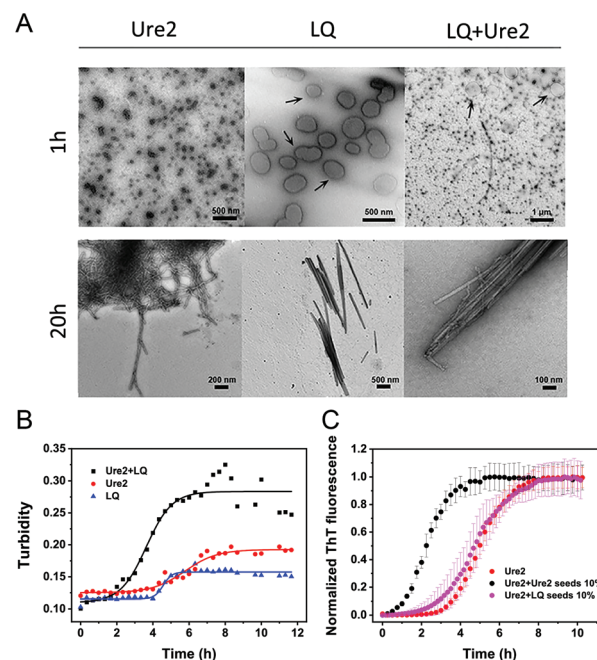 A
Ure2 LQ LQ+Ure2
1h
500 nm 500 nm 1 µm
20h
200 nm 500 nm 100 nm
B
Turbidity
0.35
0.30
0.25
0.20
0.15
0.10
Ure2+LQ
Ure2
LQ
0 2 4 6 8 10 12
Time (h)
C
Normalized ThT fluorescence
1.4
1.2
1.0
0.8
0.6
0.4
0.2
0.0
Ure2
Ure2+Ure2 seeds 10%
Ure2+LQ seeds 10%
0 2 4 6 8 10
Time (h)